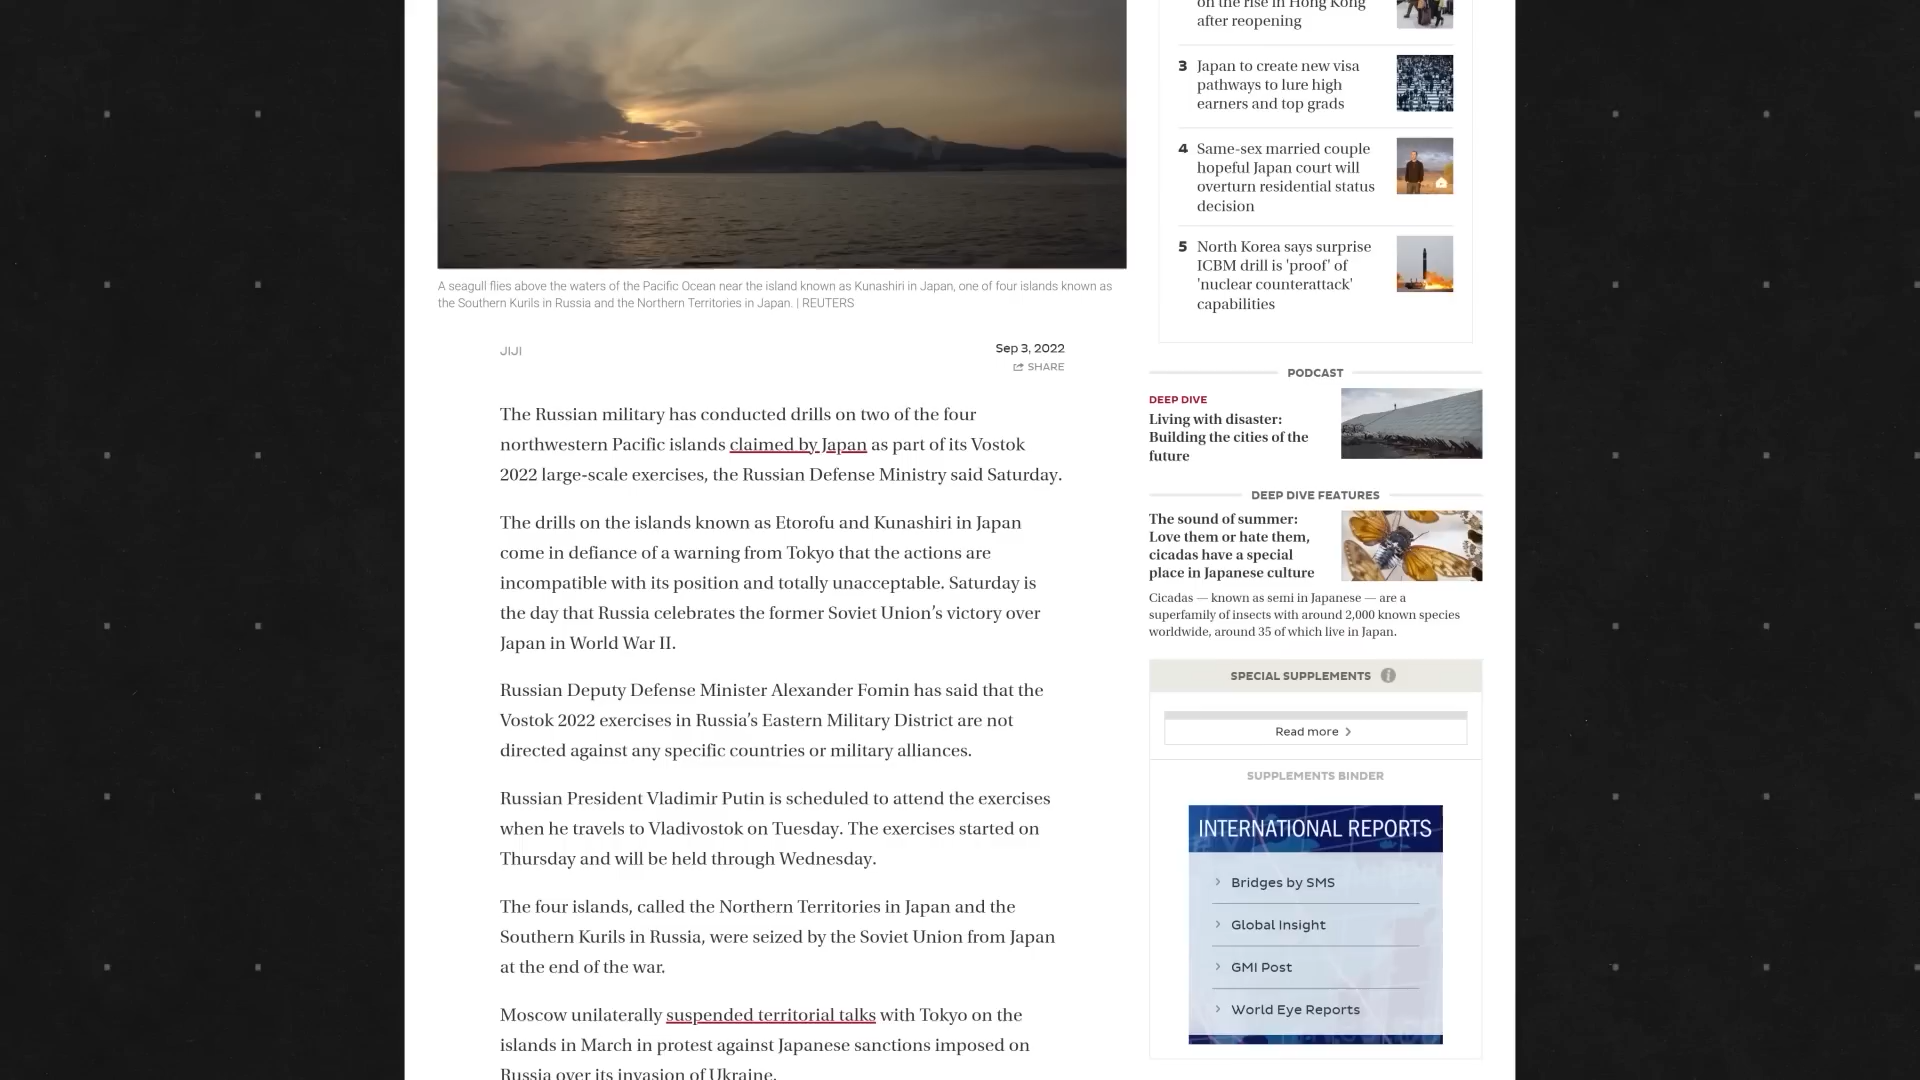 A seagull flies above the waters of the Pacific Ocean near the island known as Kunashiri in Japan, one of four islands known as
the Southern Kurils in Russia and the Northern Territories in Japan. | REUTERS
JIJI
Sep 3, 2022
SHARE
The Russian military has conducted drills on two of the four
northwestern Pacific islands claimed by Japan as part of its Vostok
2022 large-scale exercises, the Russian Defense Ministry said Saturday.
The drills on the islands known as Etorofu and Kunashiri in Japan
come in defiance of a warning from Tokyo that the actions are
incompatible with its position and totally unacceptable. Saturday is
the day that Russia celebrates the former Soviet Union’s victory over
Japan in World War II.
Russian Deputy Defense Minister Alexander Fomin has said that the
Vostok 2022 exercises in Russia’s Eastern Military District are not
directed against any specific countries or military alliances.
Russian President Vladimir Putin is scheduled to attend the exercises
when he travels to Vladivostok on Tuesday. The exercises started on
Thursday and will be held through Wednesday.
The four islands, called the Northern Territories in Japan and the
Southern Kurils in Russia, were seized by the Soviet Union from Japan
at the end of the war.
Moscow unilaterally suspended territorial talks with Tokyo on the
islands in March in protest against Japanese sanctions imposed on
Russia over its invasion of Ukraine.
on the rise in Hong Kong
after reopening
3 Japan to create new visa
pathways to lure high
earners and top grads
4 Same-sex married couple
hopeful Japan court will
overturn residential status
decision
5 North Korea says surprise
ICBM drill is 'proof' of
'nuclear counterattack'
capabilities
PODCAST
DEEP DIVE
Living with disaster:
Building the cities of the
future
DEEP DIVE FEATURES
The sound of summer:
Love them or hate them,
cicadas have a special
place in Japanese culture
Cicadas — known as semi in Japanese — are a
superfamily of insects with around 2,000 known species
worldwide, around 35 of which live in Japan.
SPECIAL SUPPLEMENTS i
Read more >
SUPPLEMENTS BINDER
INTERNATIONAL REPORTS
> Bridges by SMS
> Global Insight
> GMI Post
> World Eye Reports